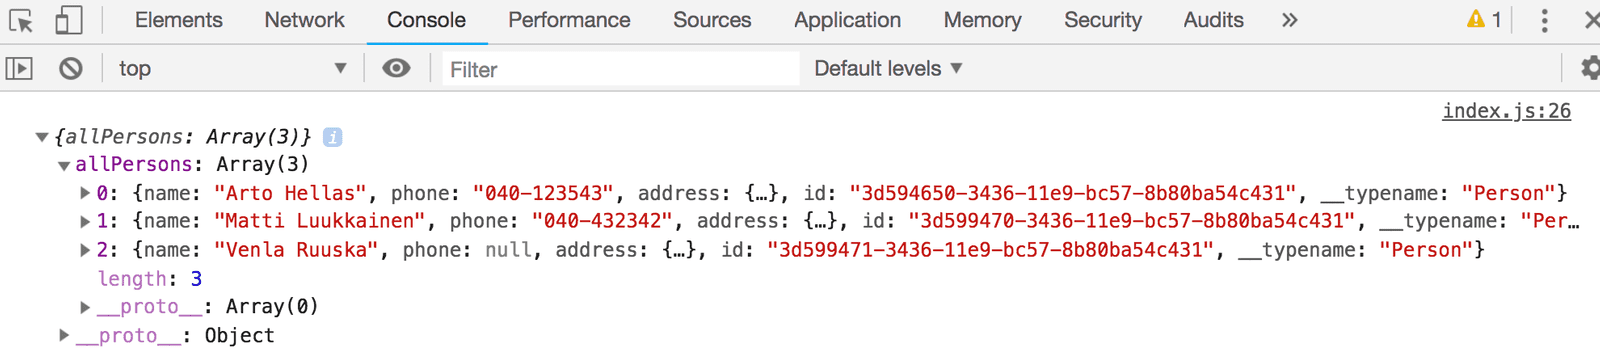 Elements Network Console Performance Sources Application Memory Security Audits » 1
top Filter Default levels
index.js:26
{allPersons: Array(3)} i
allPersons: Array(3)
0: {name: "Arto Hellas", phone: "040-123543", address: {…}, id: "3d594650-3436-11e9-bc57-8b80ba54c431", __typename: "Person"}
1: {name: "Matti Luukkainen", phone: "040-432342", address: {…}, id: "3d599470-3436-11e9-bc57-8b80ba54c431", __typename: "Per…
2: {name: "Venla Ruuska", phone: null, address: {…}, id: "3d599471-3436-11e9-bc57-8b80ba54c431", __typename: "Person"}
length: 3
__proto__: Array(0)
__proto__: Object